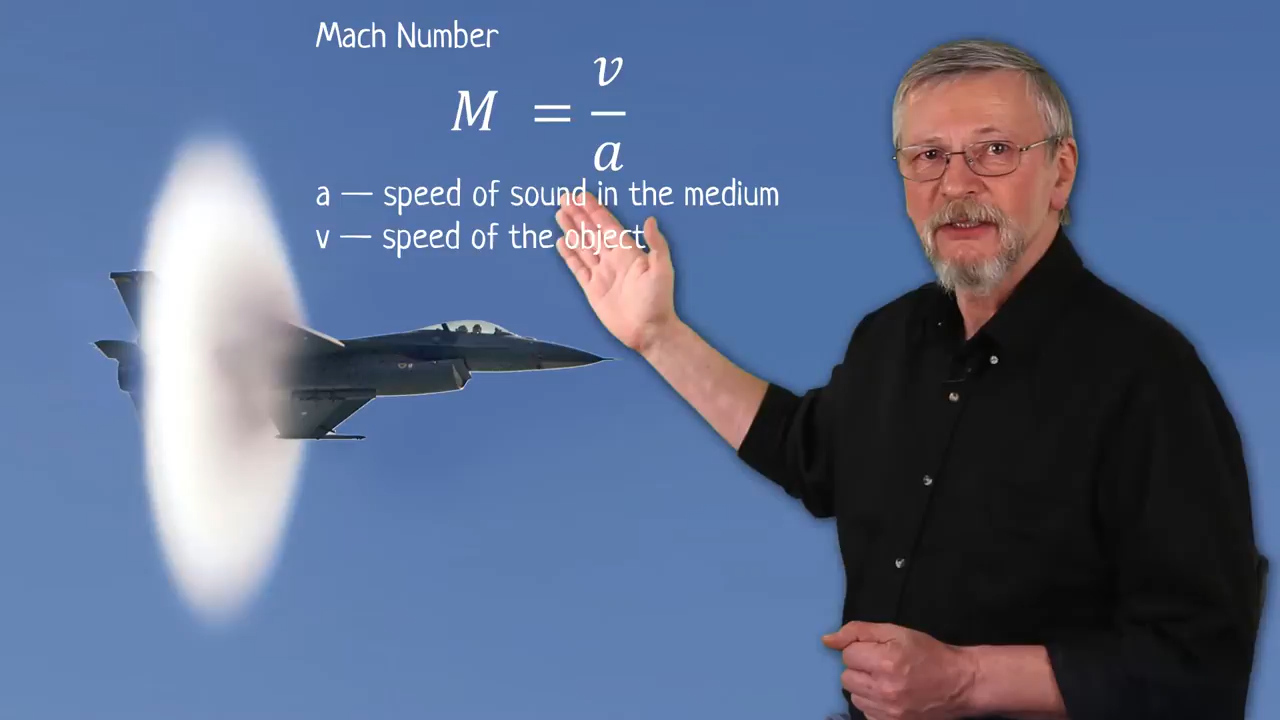 Mach Number
M = v/a
a — speed of sound in the medium
v — speed of the object